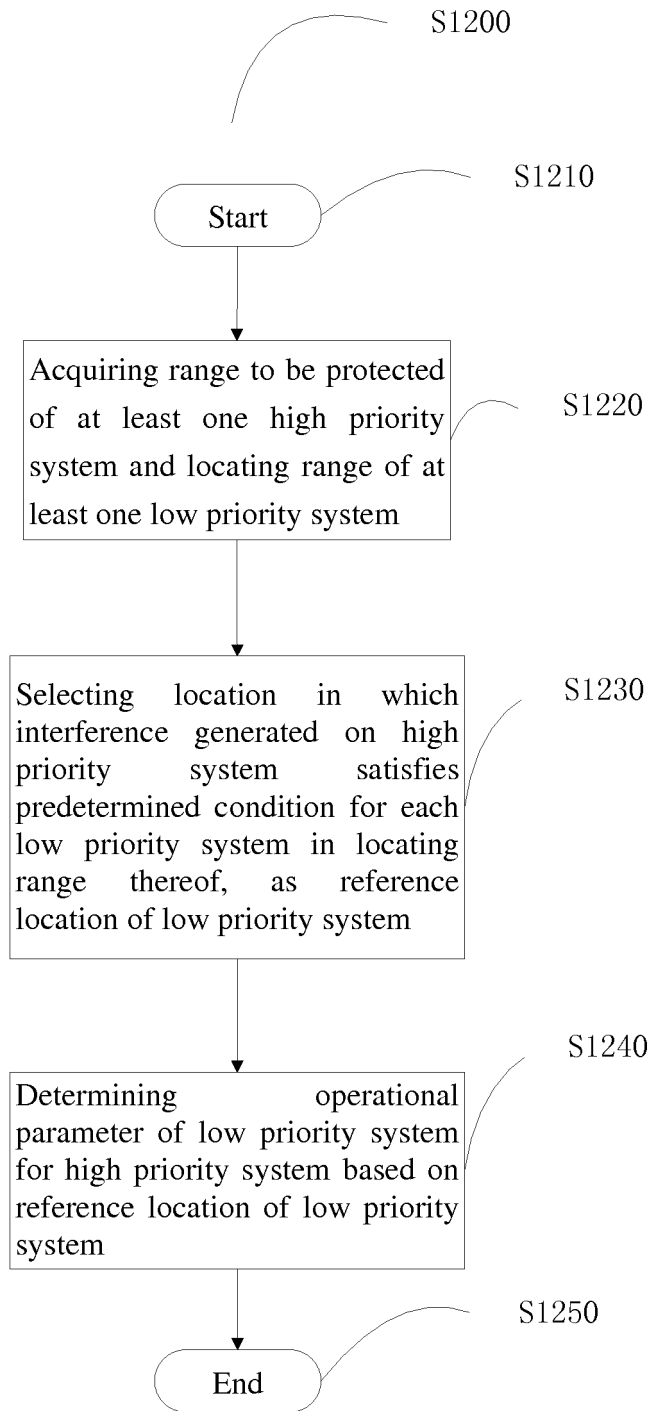 S1200
S1210
Start
Acquiring range to be protected
of at least one high priority
system and locating range of at
least one low priority system
S1220
Selecting location in which
interference generated on high
priority system satisfies
predetermined condition for each
low priority system in locating
range thereof, as reference
location of low priority system
S1230
Determining operational
parameter of low priority system
for high priority system based on
reference location of low priority
system
S1240
S1250
End